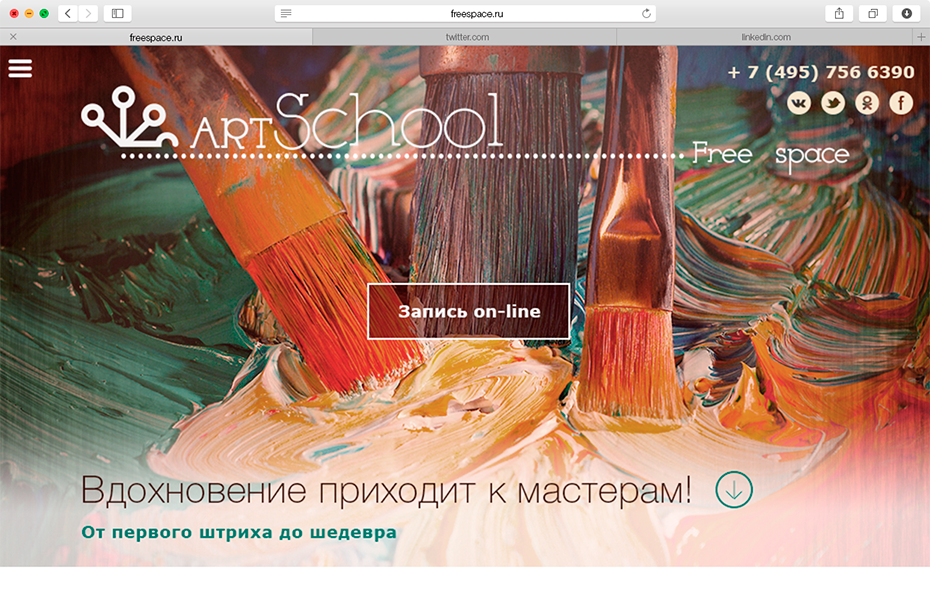 freespace.ru
freespace.ru
twitter.com
linkedin.com
+ 7 (495) 756 6390
ARTSchool
Free space
Запись on-line
Вдохновение приходит к мастерам!
От первого штриха до шедевра